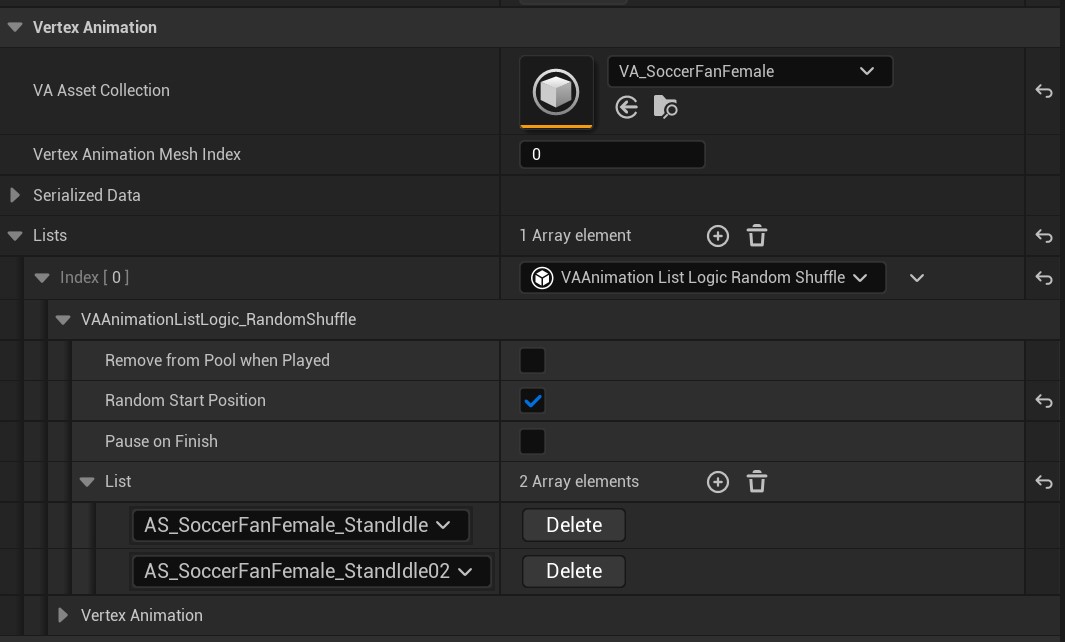 Vertex Animation
VA Asset Collection
VA_SoccerFanFemale
Vertex Animation Mesh Index
0
Serialized Data
Lists
1 Array element
Index [ 0 ]
VAAnimation List Logic Random Shuffle
VAAnimationListLogic_RandomShuffle
Remove from Pool when Played
Random Start Position
Pause on Finish
List
2 Array elements
AS_SoccerFanFemale_StandIdle
Delete
AS_SoccerFanFemale_StandIdle02
Delete
Vertex Animation